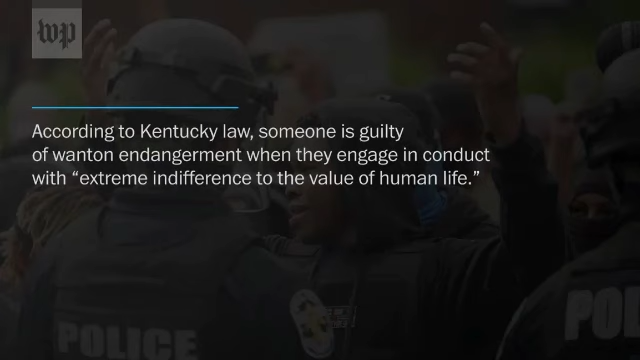 wp
According to Kentucky law, someone is guilty
of wanton endangerment when they engage in conduct
with “extreme indifference to the value of human life.”
POLICE
POL